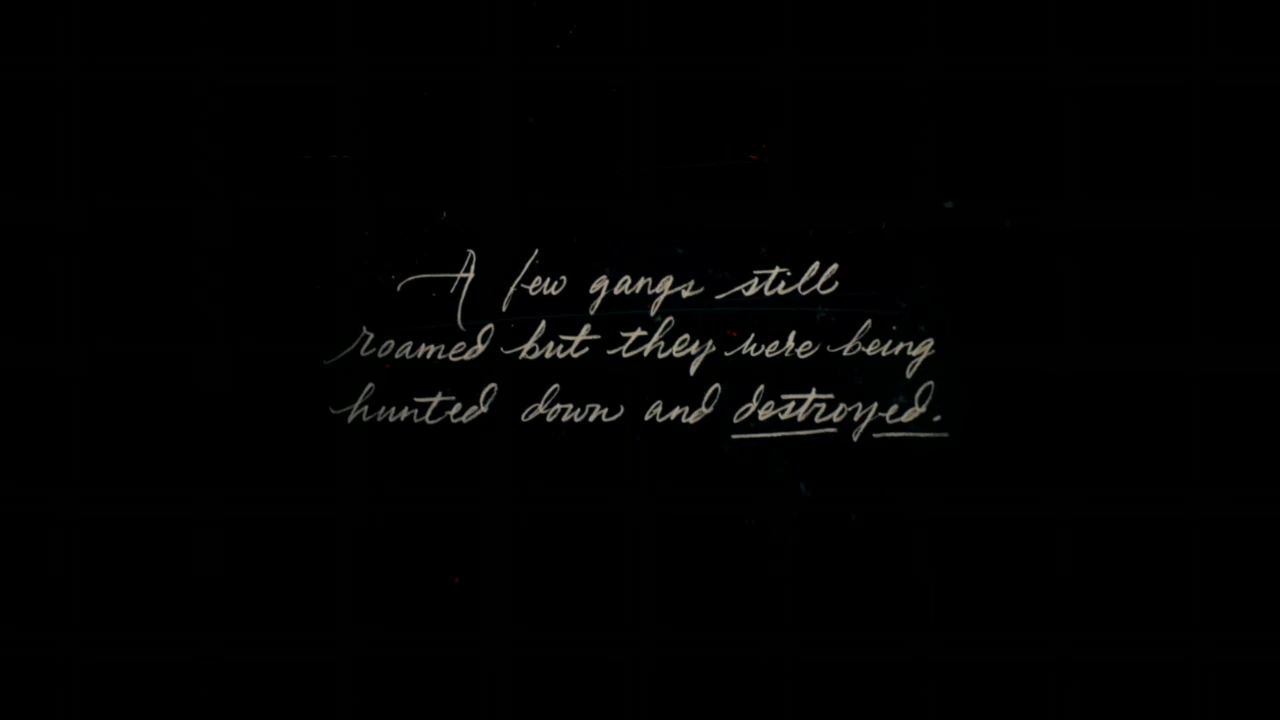 A few gangs still
roamed but they were being
hunted down and destroyed.